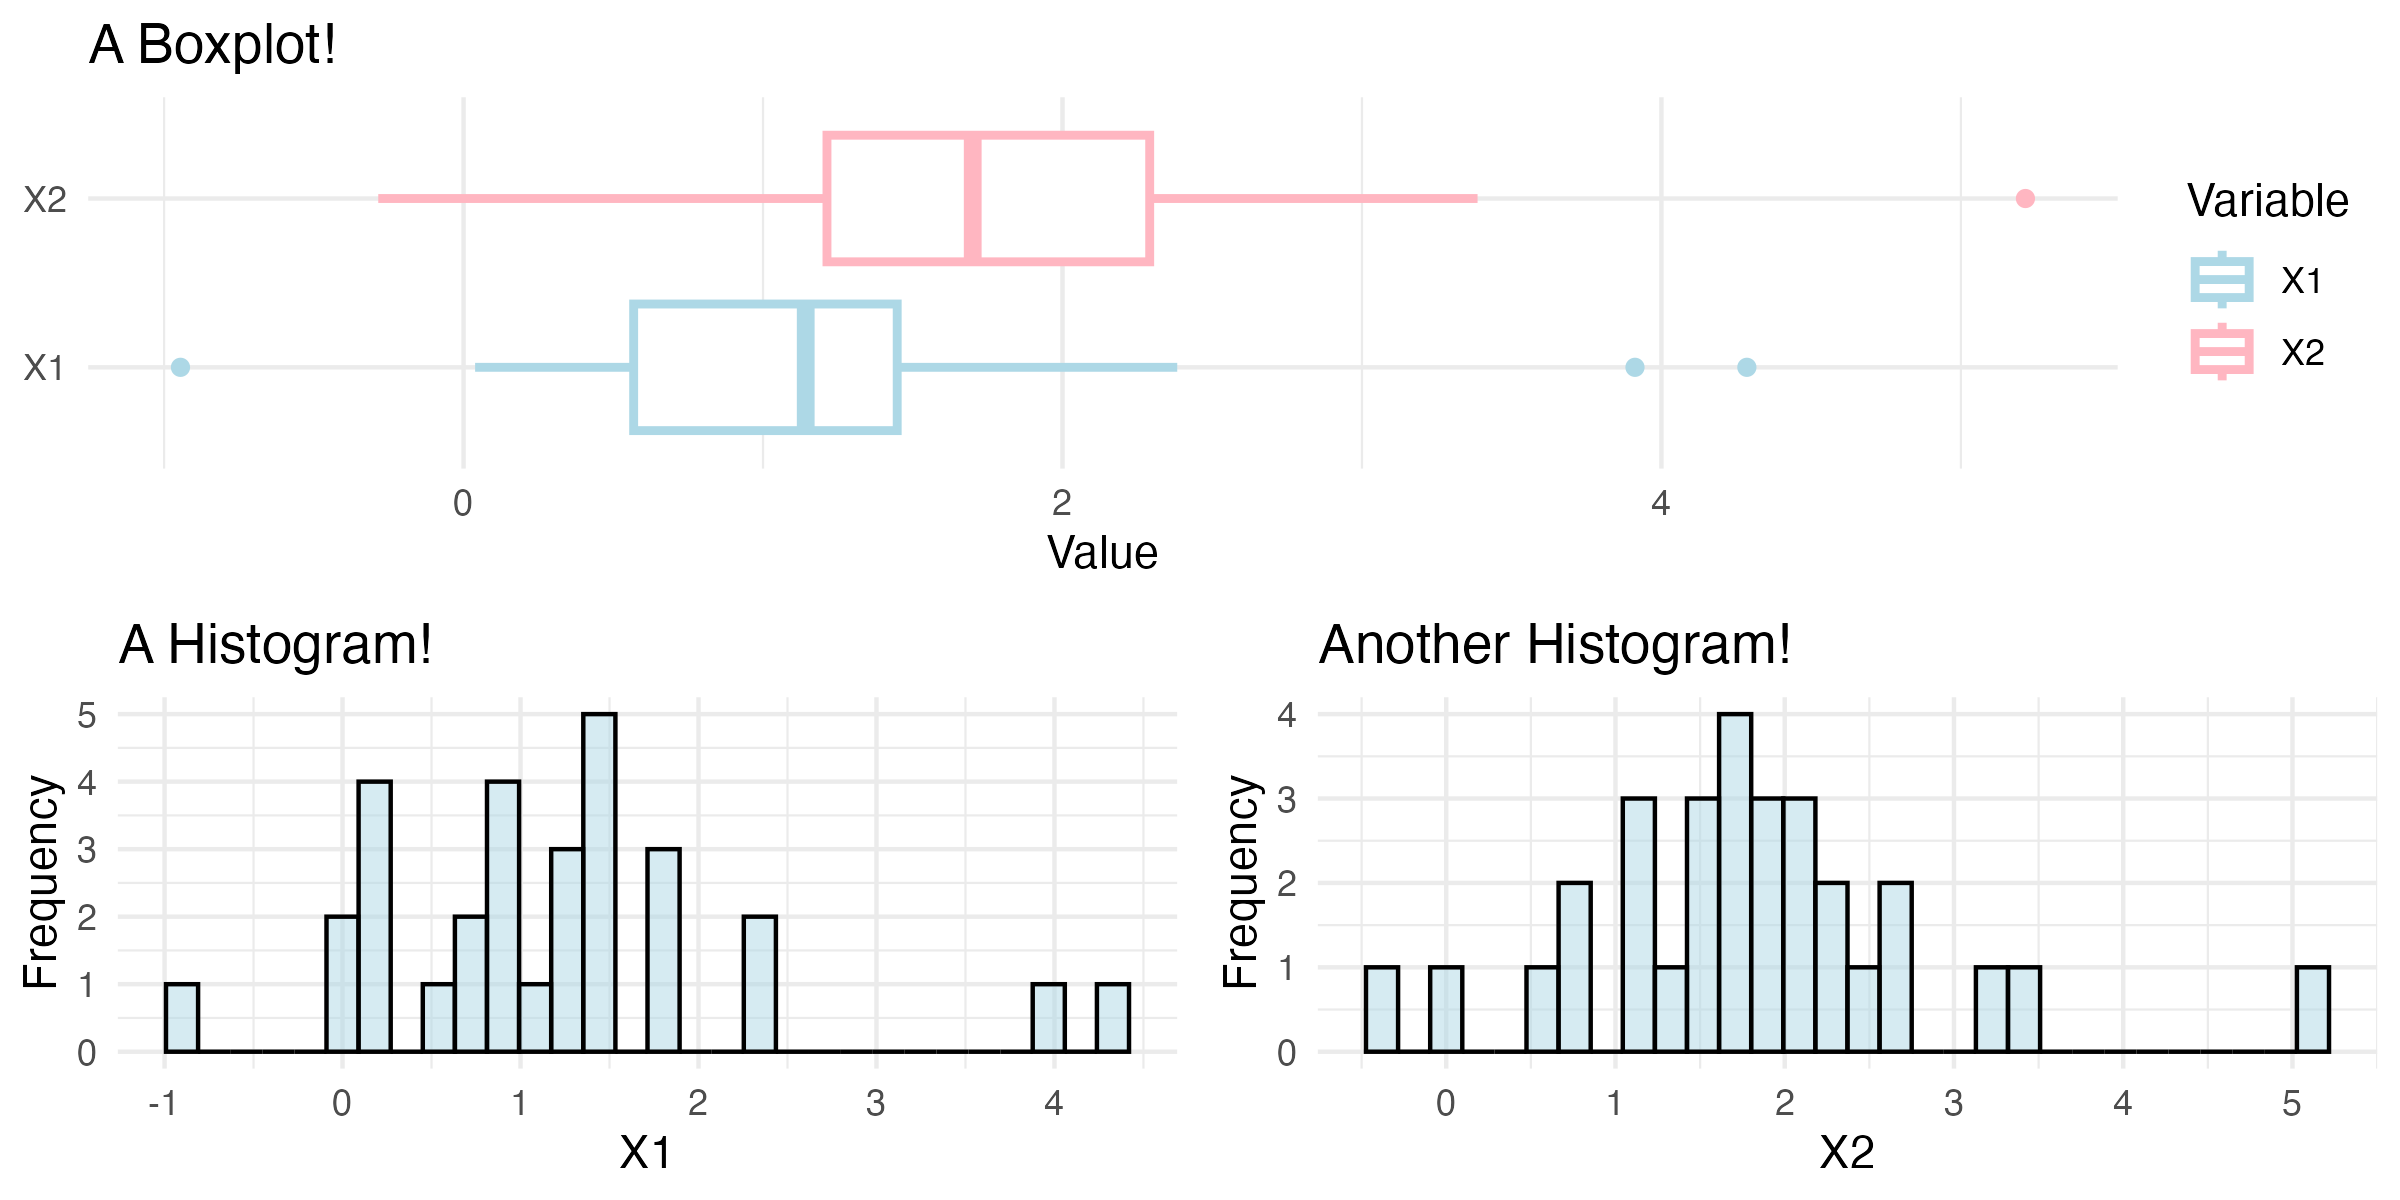 A Boxplot!
X2
X1
0 2 4
Value
Variable
X1
X2
A Histogram!
Frequency
5
4
3
2
1
0
-1 0 1 2 3 4
X1
Another Histogram!
Frequency
4
3
2
1
0
0 1 2 3 4 5
X2